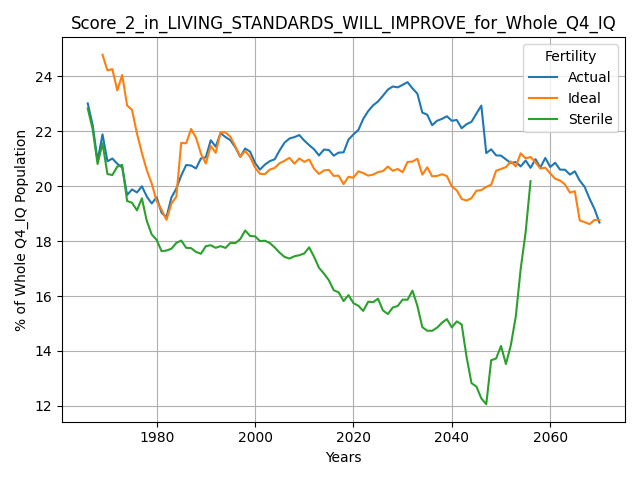 Score_2_in_LIVING_STANDARDS_WILL_IMPROVE_for_Whole_Q4_IQ
Fertility
Actual
Ideal
Sterile
% of Whole Q4_IQ Population
24
22
20
18
16
14
12
1980 2000 2020 2040 2060
Years